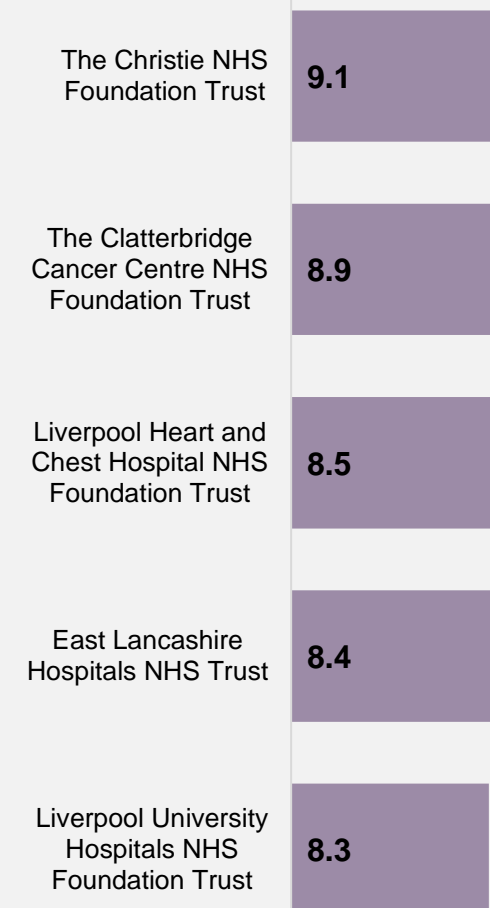 The Christie NHS
Foundation Trust
9.1
The Clatterbridge
Cancer Centre NHS
Foundation Trust
8.9
Liverpool Heart and
Chest Hospital NHS
Foundation Trust
8.5
East Lancashire
Hospitals NHS Trust
8.4
Liverpool University
Hospitals NHS
Foundation Trust
8.3